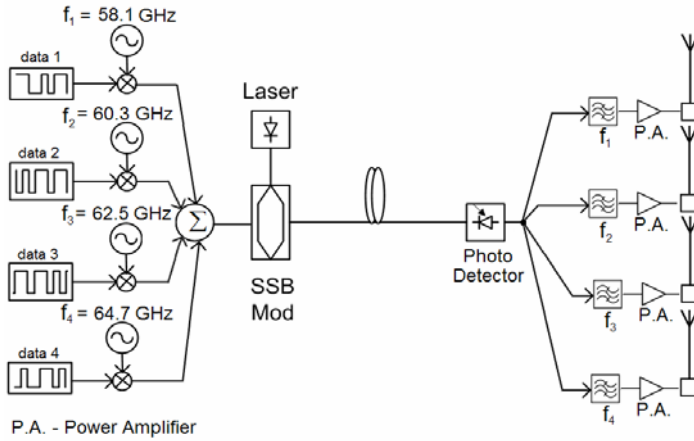 f1 = 58.1 GHz
data 1
f2 = 60.3 GHz
data 2
f3 = 62.5 GHz
data 3
f4 = 64.7 GHz
data 4
Σ
Laser
SSB
Mod
Photo
Detector
f1
P.A.
f2
P.A.
f3
P.A.
f4
P.A.
P.A. - Power Amplifier